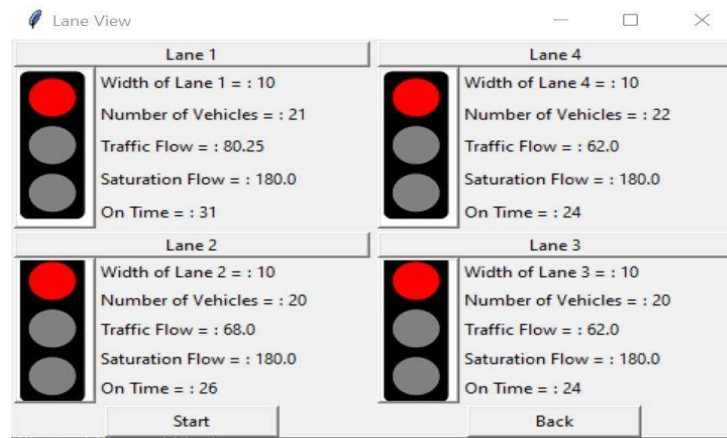 Lane View
Lane 1
Width of Lane 1 = : 10
Number of Vehicles = : 21
Traffic Flow = : 80.25
Saturation Flow = : 180.0
On Time = : 31
Lane 4
Width of Lane 4 = : 10
Number of Vehicles = : 22
Traffic Flow = : 62.0
Saturation Flow = : 180.0
On Time = : 24
Lane 2
Width of Lane 2 = : 10
Number of Vehicles = : 20
Traffic Flow = : 68.0
Saturation Flow = : 180.0
On Time = : 26
Lane 3
Width of Lane 3 = : 10
Number of Vehicles = : 20
Traffic Flow = : 62.0
Saturation Flow = : 180.0
On Time = : 24
Start
Back